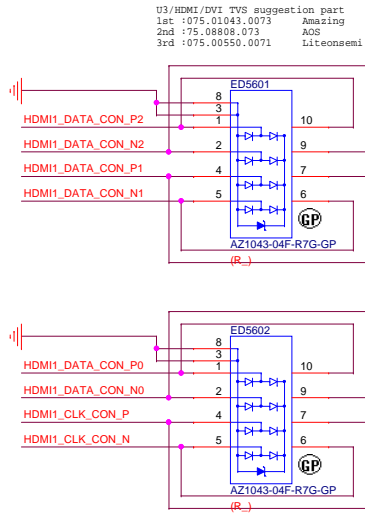 U3/HDMI/DVI TVS suggestion part
1st :075.01043.0073 Amazing
2nd :75.08808.073 AOS
3rd :075.00550.0071 Liteonsemi
ED5601
8
3
HDMI1_DATA_CON_P2 1 10
HDMI1_DATA_CON_N2 2 9
HDMI1_DATA_CON_P1 4 7
HDMI1_DATA_CON_N1 5 6
GP
AZ1043-04F-R7G-GP
(R_)
ED5602
8
3
HDMI1_DATA_CON_P0 1 10
HDMI1_DATA_CON_N0 2 9
HDMI1_CLK_CON_P 4 7
HDMI1_CLK_CON_N 5 6
GP
AZ1043-04F-R7G-GP
(R_)